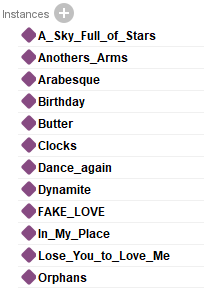 Instances
A_Sky_Full_of_Stars
Anothers_Arms
Arabesque
Birthday
Butter
Clocks
Dance_again
Dynamite
FAKE_LOVE
In_My_Place
Lose_You_to_Love_Me
Orphans